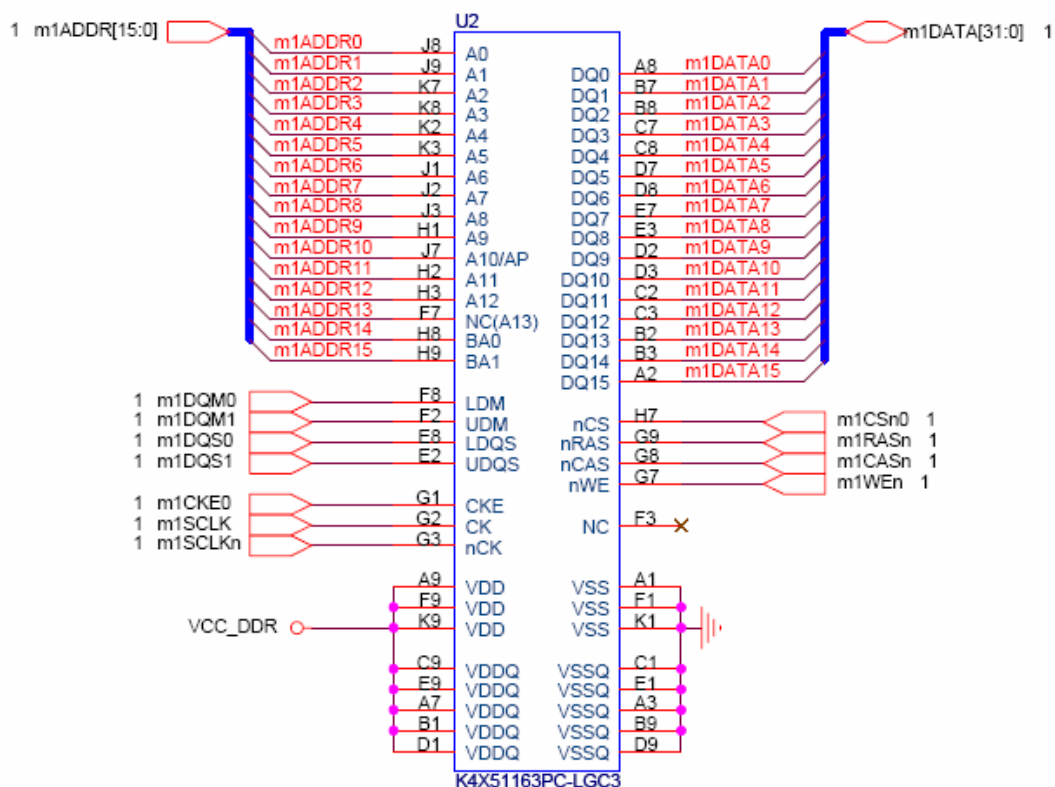 U2
1 m1ADDR[15:0]
m1DATA[31:0] 1
m1ADDR0 J8 A0
m1ADDR1 J9 A1
m1ADDR2 K7 A2
m1ADDR3 K8 A3
m1ADDR4 K2 A4
m1ADDR5 K3 A5
m1ADDR6 J1 A6
m1ADDR7 J2 A7
m1ADDR8 J3 A8
m1ADDR9 H1 A9
m1ADDR10 J7 A10/AP
m1ADDR11 H2 A11
m1ADDR12 H3 A12
m1ADDR13 F7 NC(A13)
m1ADDR14 H8 BA0
m1ADDR15 H9 BA1
DQ0 A8 m1DATA0
DQ1 B7 m1DATA1
DQ2 B8 m1DATA2
DQ3 C7 m1DATA3
DQ4 C8 m1DATA4
DQ5 D7 m1DATA5
DQ6 D8 m1DATA6
DQ7 E7 m1DATA7
DQ8 E3 m1DATA8
DQ9 D2 m1DATA9
DQ10 D3 m1DATA10
DQ11 C2 m1DATA11
DQ12 C3 m1DATA12
DQ13 B2 m1DATA13
DQ14 B3 m1DATA14
DQ15 A2 m1DATA15
1 m1DQM0 F8 LDM
1 m1DQM1 F2 UDM
1 m1DQS0 E8 LDQS
1 m1DQS1 E2 UDQS
nCS H7 m1CSn0 1
nRAS G9 m1RASn 1
nCAS G8 m1CASn 1
nWE G7 m1WEn 1
1 m1CKE0 G1 CKE
1 m1SCLK G2 CK
1 m1SCLKn G3 nCK
NC F3
VCC_DDR
A9 VDD
F9 VDD
K9 VDD
C9 VDDQ
E9 VDDQ
A7 VDDQ
B1 VDDQ
D1 VDDQ
VSS A1
VSS F1
VSS K1
VSSQ C1
VSSQ E1
VSSQ A3
VSSQ B9
VSSQ D9
K4X51163PC-LGC3